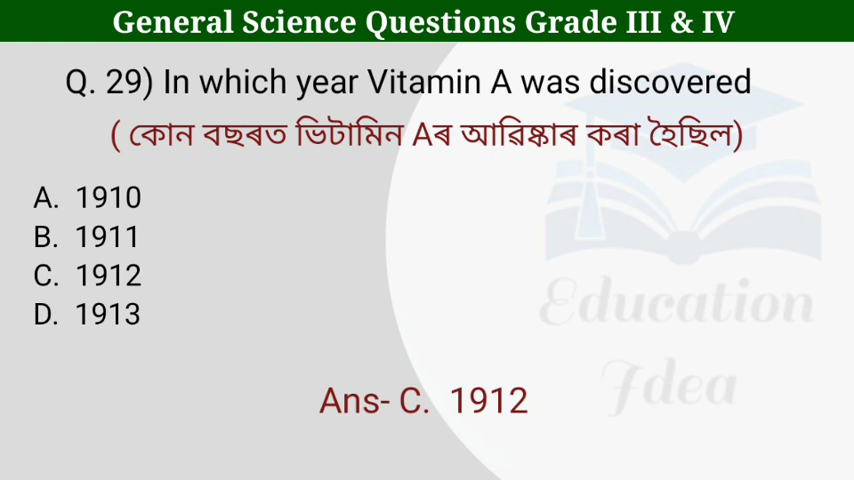 General Science Questions Grade III & IV
Q. 29) In which year Vitamin A was discovered
( কোন বছৰত ভিটামিন Aৰ আৱিষ্কাৰ কৰা হৈছিল)
A. 1910
B. 1911
C. 1912
D. 1913
Education
Idea
Ans- C. 1912